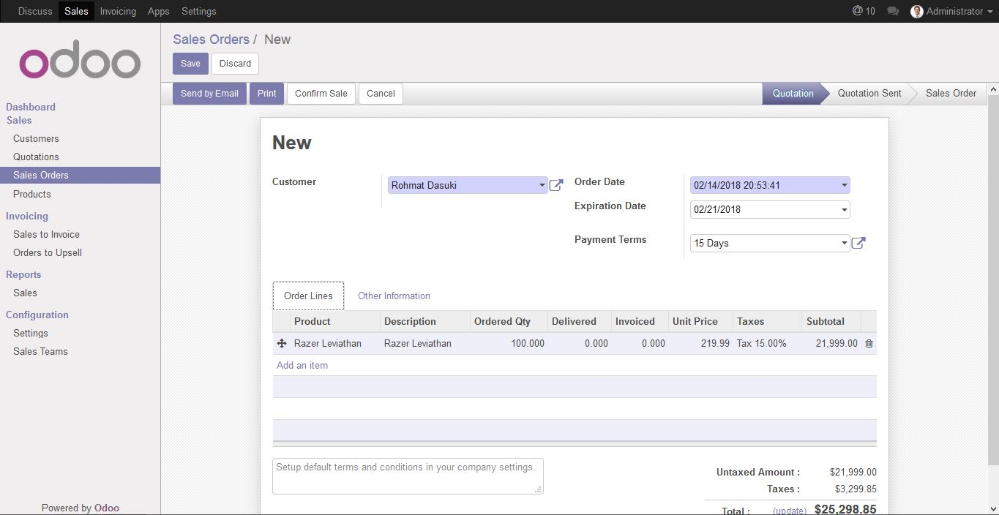 Discuss Sales Invoicing Apps Settings @ 10 Administrator
odoo
Dashboard
Sales
Customers
Quotations
Sales Orders
Products
Invoicing
Sales to Invoice
Orders to Upsell
Reports
Sales
Configuration
Settings
Sales Teams
Powered by Odoo
Sales Orders / New
Save Discard
Send by Email Print Confirm Sale Cancel Quotation Quotation Sent Sales Order
New
Customer Rohmat Dasuki
Order Date 02/14/2018 20:53:41
Expiration Date 02/21/2018
Payment Terms 15 Days
Order Lines Other Information
Product Description Ordered Qty Delivered Invoiced Unit Price Taxes Subtotal
Razer Leviathan Razer Leviathan 100.000 0.000 0.000 219.99 Tax 15.00% 21,999.00
Add an item
Setup default terms and conditions in your company settings.
Untaxed Amount : $21,999.00
Taxes : $3,299.85
Total : (update) $25,298.85